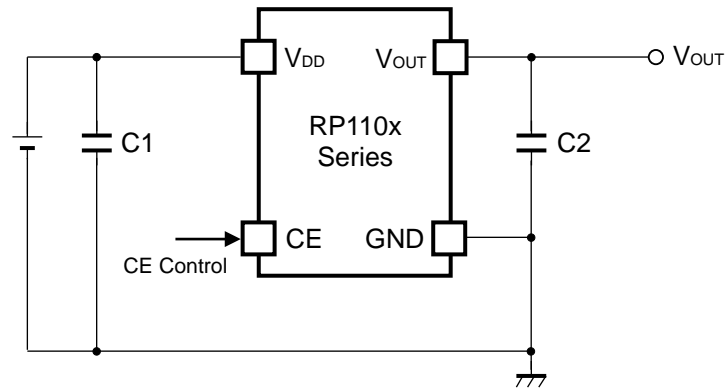 VDD
VOUT
VOUT
RP110x
Series
C1
C2
CE
GND
CE Control